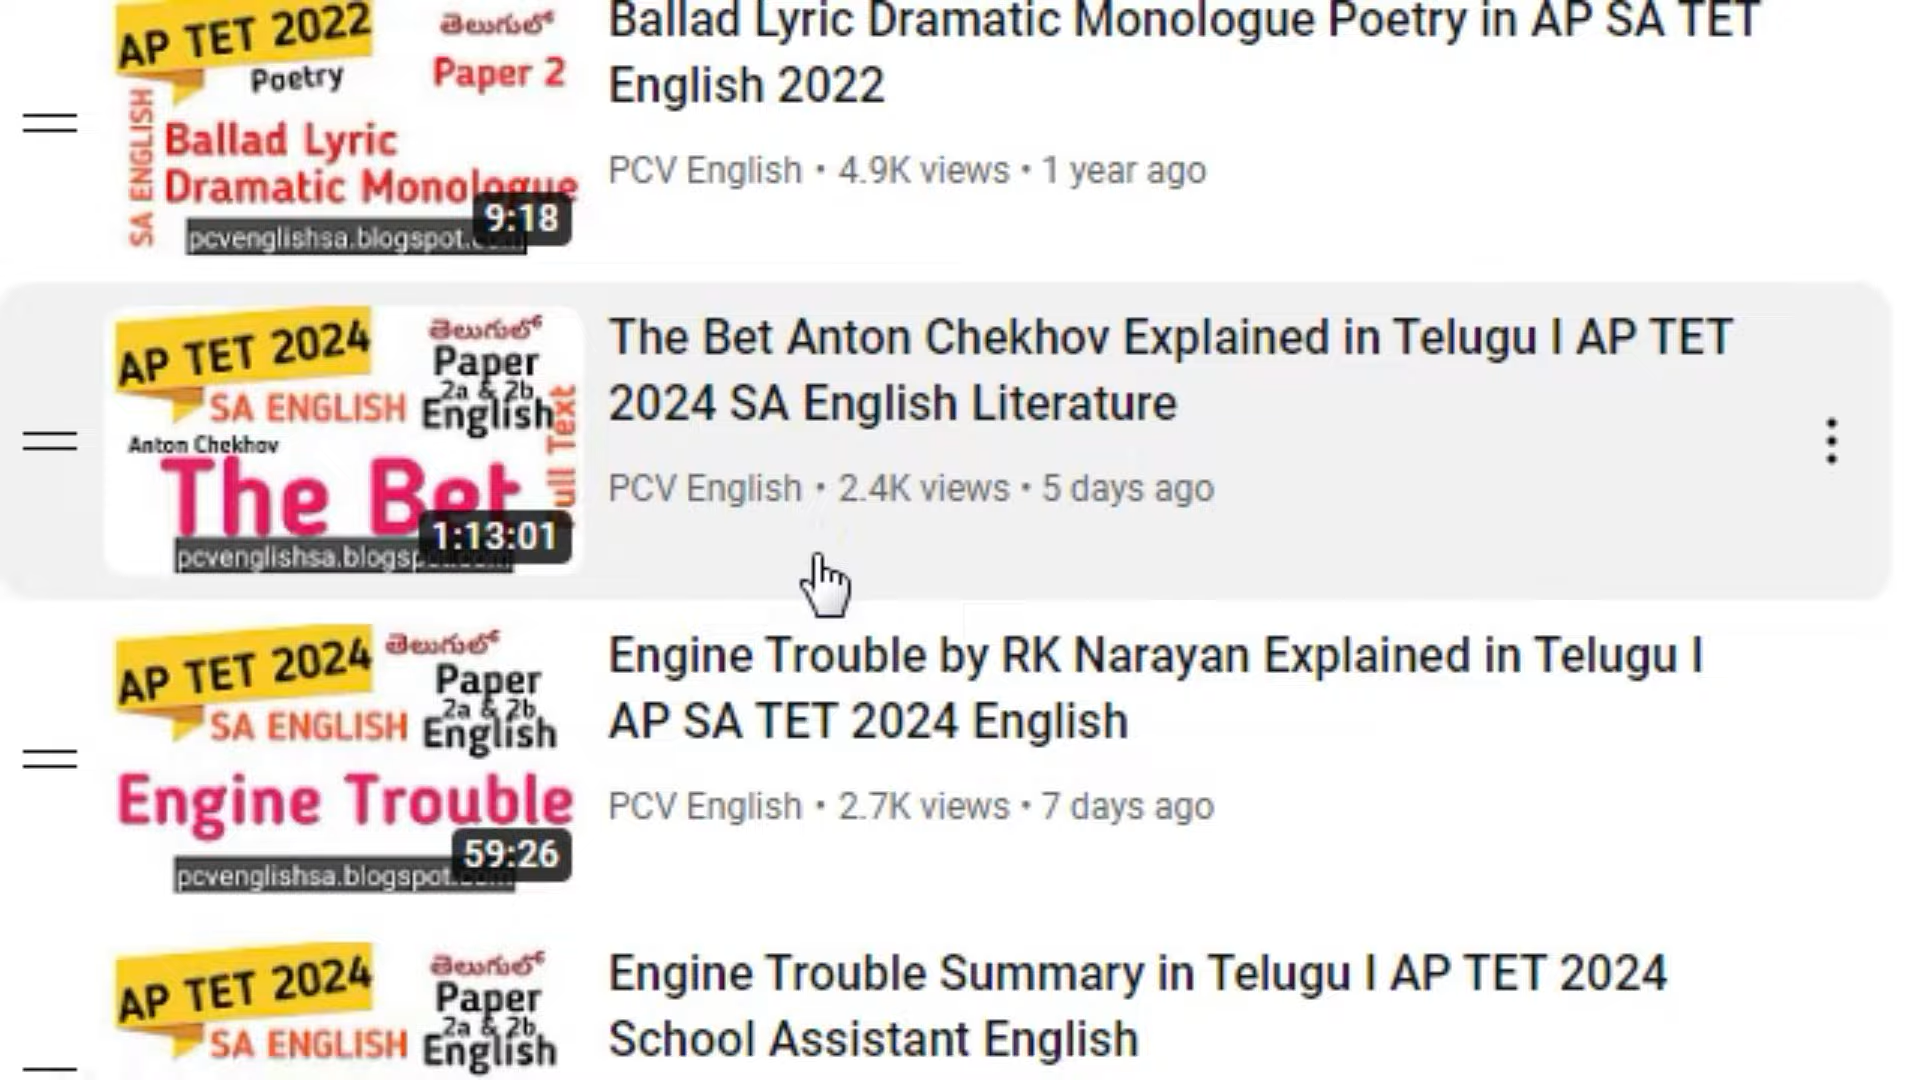 AP TET 2022
తెలుగులో
Poetry
Paper 2
SA ENGLISH
Ballad Lyric
Dramatic Monologue
pcvenglishsa.blogspot.
9:18
Ballad Lyric Dramatic Monologue Poetry in AP SA TET
English 2022
PCV English • 4.9K views • 1 year ago
AP TET 2024
తెలుగులో
Paper
2a & 2b
SA ENGLISH
English
Anton Chekhov
The Bet
Text
1:13:01
The Bet Anton Chekhov Explained in Telugu I AP TET
2024 SA English Literature
PCV English • 2.4K views • 5 days ago
AP TET 2024
తెలుగులో
Paper
2a & 2b
SA ENGLISH
English
Engine Trouble
59:26
pcvenglishsa.blogspot.com
Engine Trouble by RK Narayan Explained in Telugu I
AP SA TET 2024 English
PCV English • 2.7K views • 7 days ago
AP TET 2024
తెలుగులో
Paper
2a & 2b
SA ENGLISH
English
Engine Trouble Summary in Telugu I AP TET 2024
School Assistant English